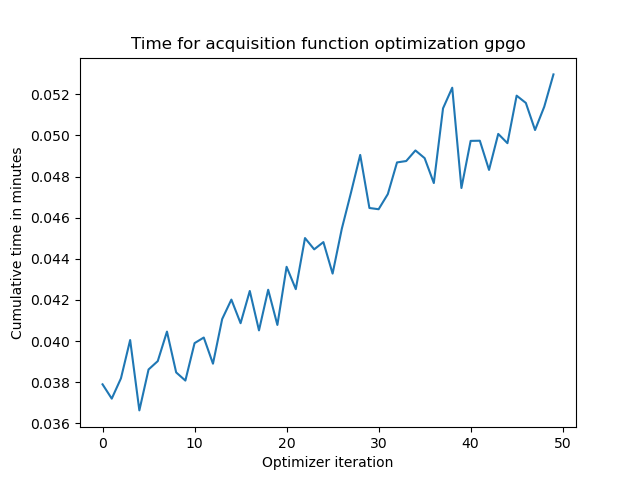 Time for acquisition function optimization gpgo
0.052
0.050
0.048
0.046
0.044
0.042
0.040
0.038
0.036
Cumulative time in minutes
0 10 20 30 40 50
Optimizer iteration